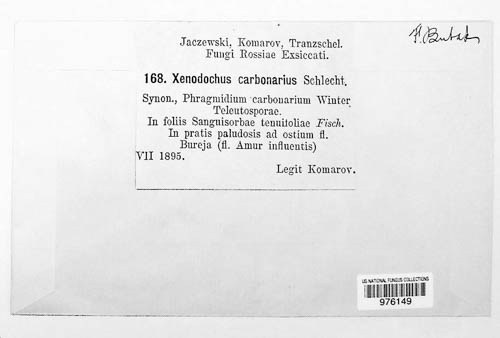 F. Bubák
Jaczewski, Komarov, Tranzschel.
Fungi Rossiae Exsiccati.
168. Xenodochus carbonarius Schlecht.
Synon., Phragmidium carbonarium Winter.
Teleutosporae.
In foliis Sanguisorbae tenuifoliae Fisch.
In pratis paludosis ad ostium fl.
Bureja (fl. Amur influentis)
VII 1895.
Legit Komarov.
US NATIONAL FUNGUS COLLECTIONS
976149